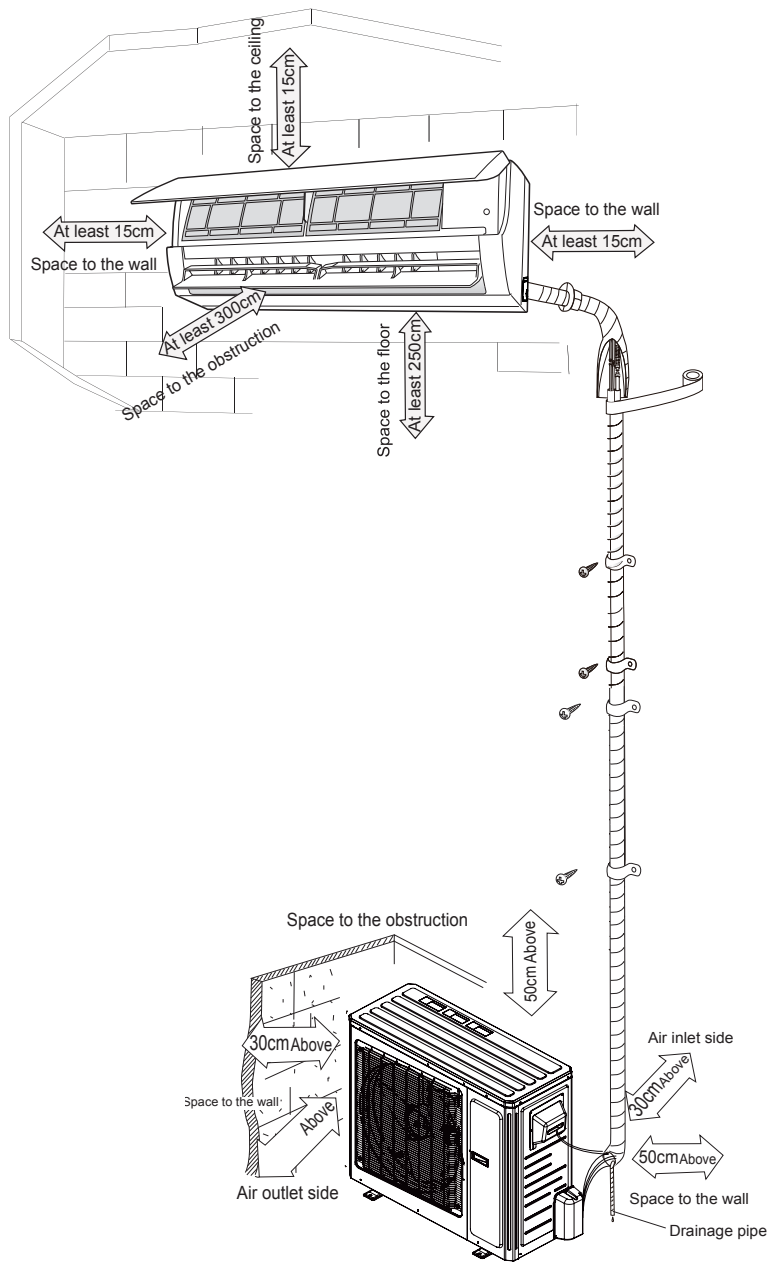 Space to the ceiling
At least 15cm
Space to the wall
At least 15cm
At least 15cm
Space to the wall
At least 300cm
Space to the obstruction
Space to the floor
At least 250cm
Space to the obstruction
50cm Above
30cm Above
Air inlet side
30cm Above
Space to the wall
Above
50cm Above
Air outlet side
Space to the wall
Drainage pipe